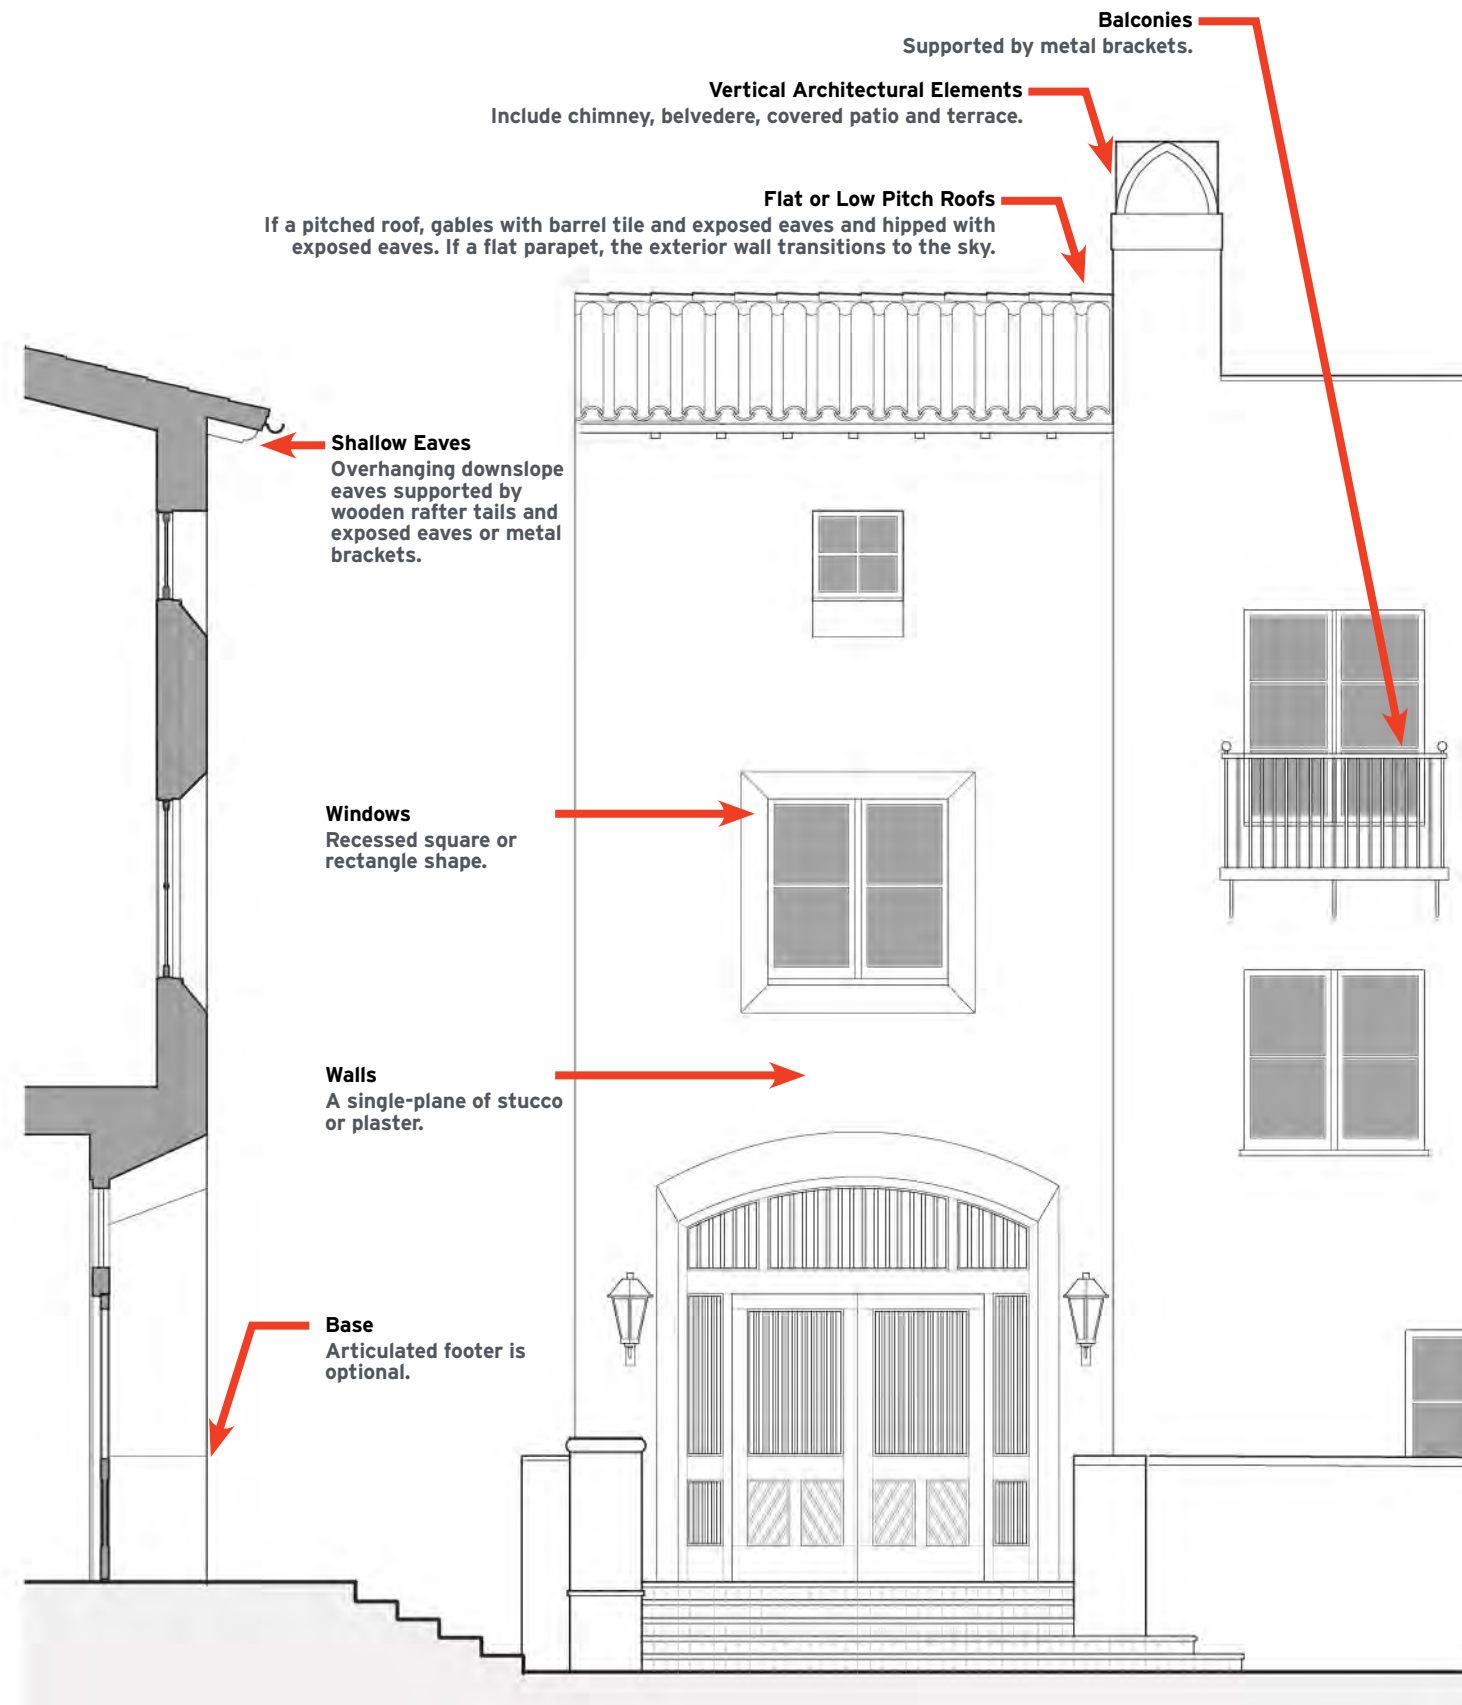 Balconies
Supported by metal brackets.
Vertical Architectural Elements
Include chimney, belvedere, covered patio and terrace.
Flat or Low Pitch Roofs
If a pitched roof, gables with barrel tile and exposed eaves and hipped with
exposed eaves. If a flat parapet, the exterior wall transitions to the sky.
Shallow Eaves
Overhanging downslope
eaves supported by
wooden rafter tails and
exposed eaves or metal
brackets.
Windows
Recessed square or
rectangle shape.
Walls
A single-plane of stucco
or plaster.
Base
Articulated footer is
optional.